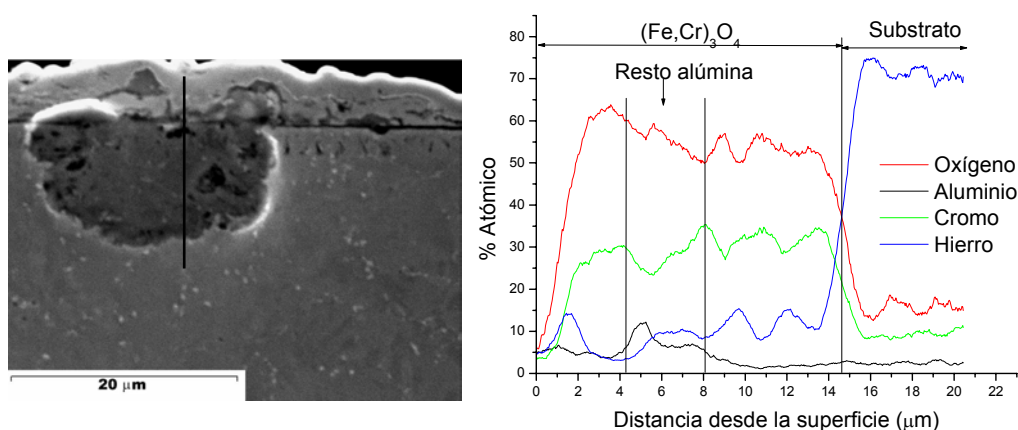 20 μm
(Fe,Cr)₃O₄
Substrato
Resto alúmina
80
70
60
50
40
30
20
10
0
% Atómico
Oxígeno
Aluminio
Cromo
Hierro
0 2 4 6 8 10 12 14 16 18 20 22
Distancia desde la superficie (μm)